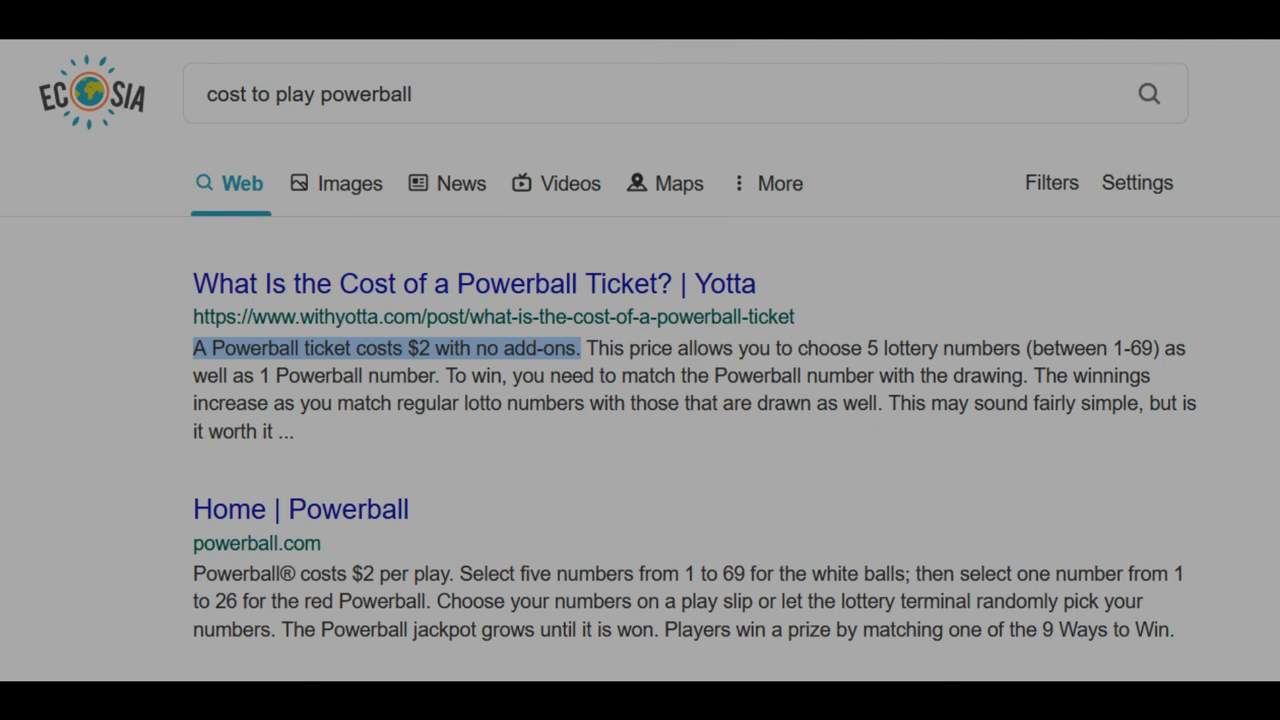 ECOSIA
cost to play powerball
Web Images News Videos Maps More Filters Settings
What Is the Cost of a Powerball Ticket? | Yotta
https://www.withyotta.com/post/what-is-the-cost-of-a-powerball-ticket
A Powerball ticket costs $2 with no add-ons. This price allows you to choose 5 lottery numbers (between 1-69) as
well as 1 Powerball number. To win, you need to match the Powerball number with the drawing. The winnings
increase as you match regular lotto numbers with those that are drawn as well. This may sound fairly simple, but is
it worth it ...
Home | Powerball
powerball.com
Powerball® costs $2 per play. Select five numbers from 1 to 69 for the white balls; then select one number from 1
to 26 for the red Powerball. Choose your numbers on a play slip or let the lottery terminal randomly pick your
numbers. The Powerball jackpot grows until it is won. Players win a prize by matching one of the 9 Ways to Win.